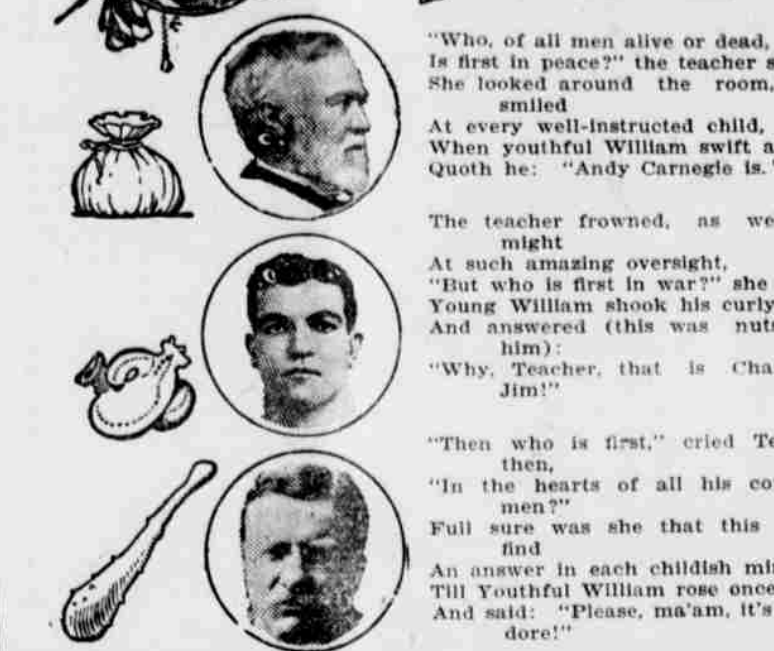 "Who, of all men alive or dead,
Is first in peace?" the teacher s
She looked around the room,
smiled
At every well-instructed child,
When youthful William swift a
Quoth he: "Andy Carnegie is."
The teacher frowned, as we
might
At such amazing oversight,
"But who is first in war?" she
Young William shook his curly
And answered (this was nuts
him):
"Why, Teacher, that is Cha
Jim!"
"Then who is first," cried Te
then,
"In the hearts of all his co
men?"
Full sure was she that this
find
An answer in each childish min
Till Youthful William rose once
And said: "Please, ma'am, it's
dore!"